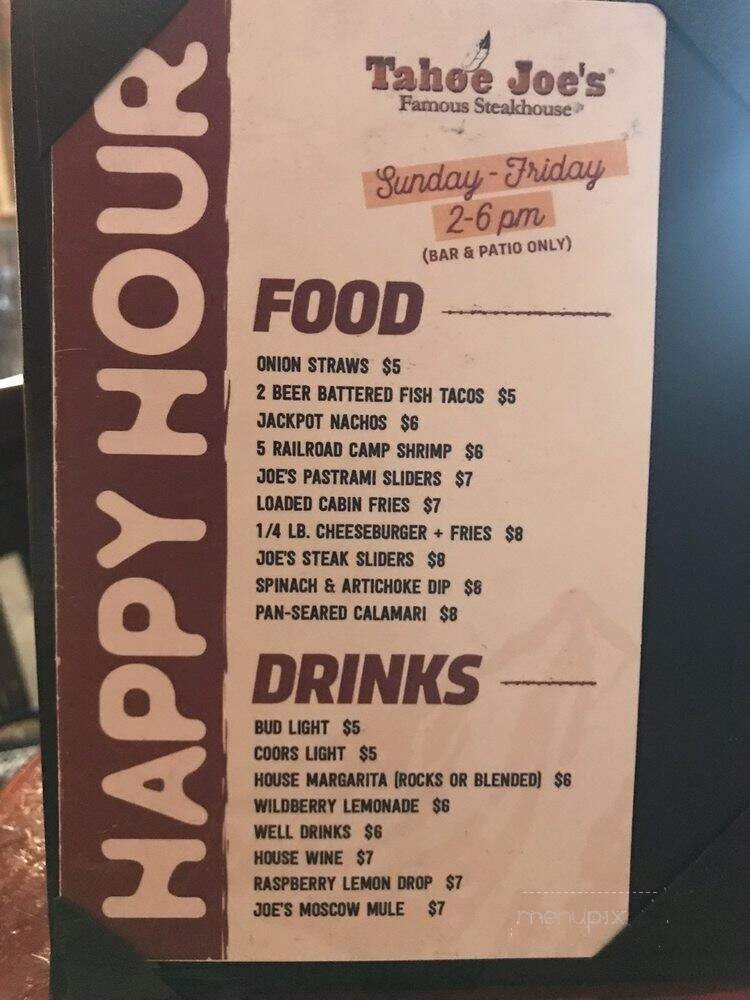 HAPPY HOUR
Tahoe Joe's
Famous Steakhouse
Sunday - Friday
2-6 pm
(BAR & PATIO ONLY)
FOOD
ONION STRAWS $5
2 BEER BATTERED FISH TACOS $5
JACKPOT NACHOS $6
5 RAILROAD CAMP SHRIMP $6
JOE'S PASTRAMI SLIDERS $7
LOADED CABIN FRIES $7
1/4 LB. CHEESEBURGER + FRIES $8
JOE'S STEAK SLIDERS $8
SPINACH & ARTICHOKE DIP $8
PAN-SEARED CALAMARI $8
DRINKS
BUD LIGHT $5
COORS LIGHT $5
HOUSE MARGARITA (ROCKS OR BLENDED) $6
WILDBERRY LEMONADE $6
WELL DRINKS $6
HOUSE WINE $7
RASPBERRY LEMON DROP $7
JOE'S MOSCOW MULE $7
menupix